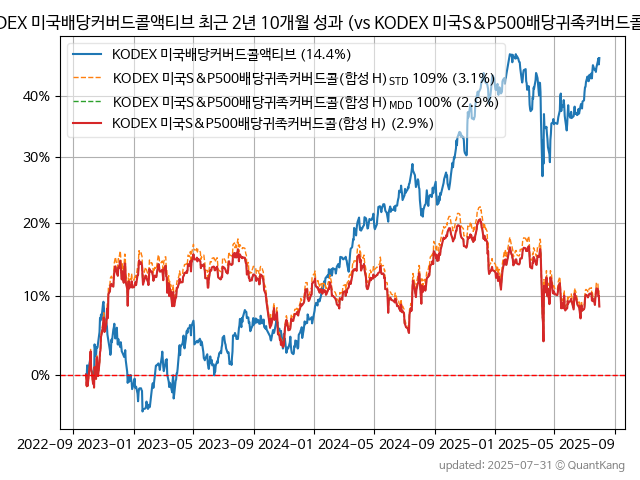 KODEX 미국배당커버드콜액티브 최근 2년 10개월 성과 (vs KODEX 미국S&P500배당귀족커버드콜
KODEX 미국배당커버드콜액티브 (14.4%)
KODEX 미국S&P500배당귀족커버드콜(합성 H) STD 109% (3.1%)
KODEX 미국S&P500배당귀족커버드콜(합성 H) MDD 100% (2.9%)
KODEX 미국S&P500배당귀족커버드콜(합성 H) (2.9%)
40%
30%
20%
10%
0%
2022-09 2023-01 2023-05 2023-09 2024-01 2024-05 2024-09 2025-01 2025-05 2025-09
updated: 2025-07-31 © QuantKang